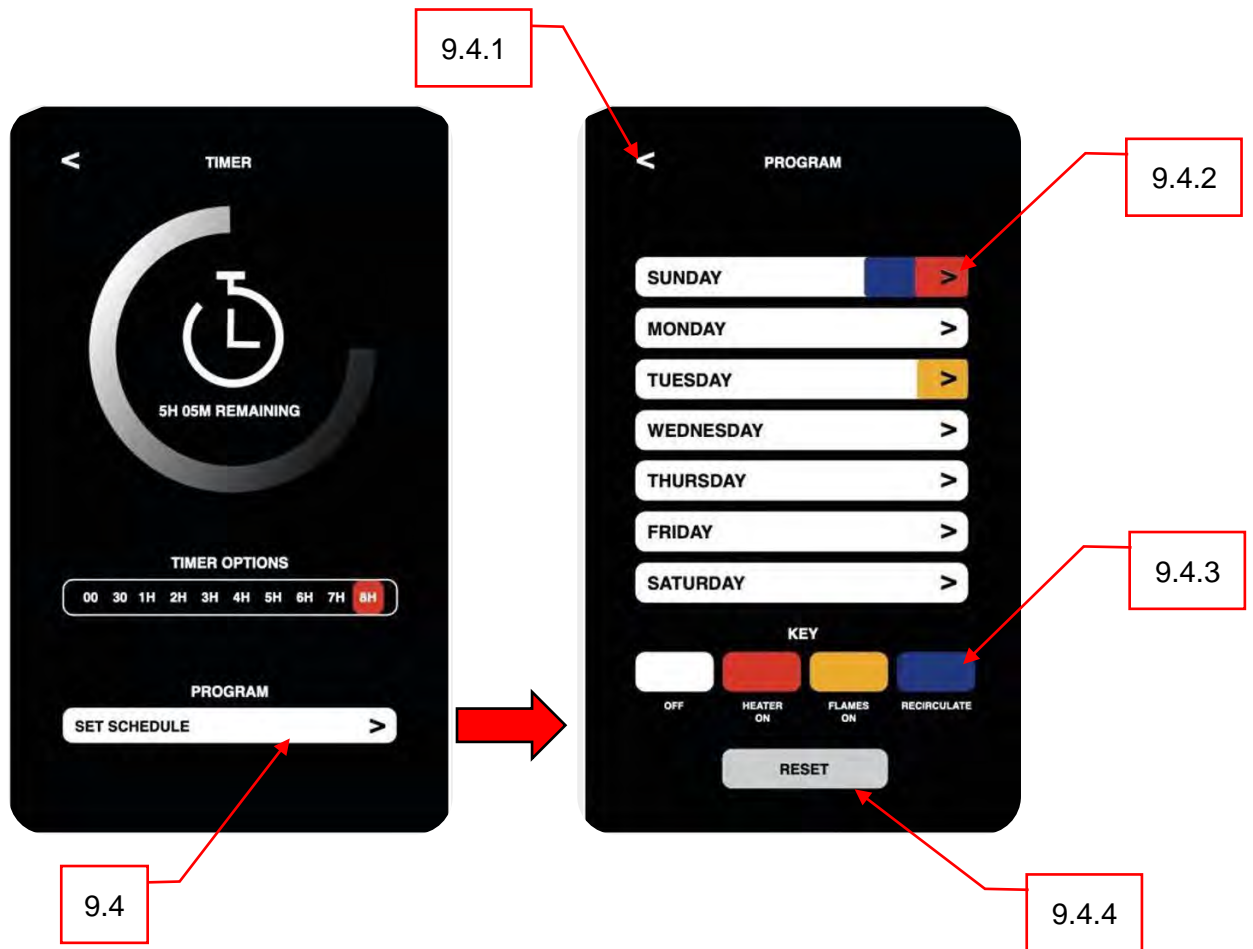 9.4.1
< TIMER
5H 05M REMAINING
TIMER OPTIONS
00 30 1H 2H 3H 4H 5H 6H 7H 8H
PROGRAM
SET SCHEDULE >
9.4
< PROGRAM
9.4.2
SUNDAY >
MONDAY >
TUESDAY >
WEDNESDAY >
THURSDAY >
FRIDAY >
SATURDAY >
9.4.3
KEY
OFF HEATER ON FLAMES ON RECIRCULATE
RESET
9.4.4